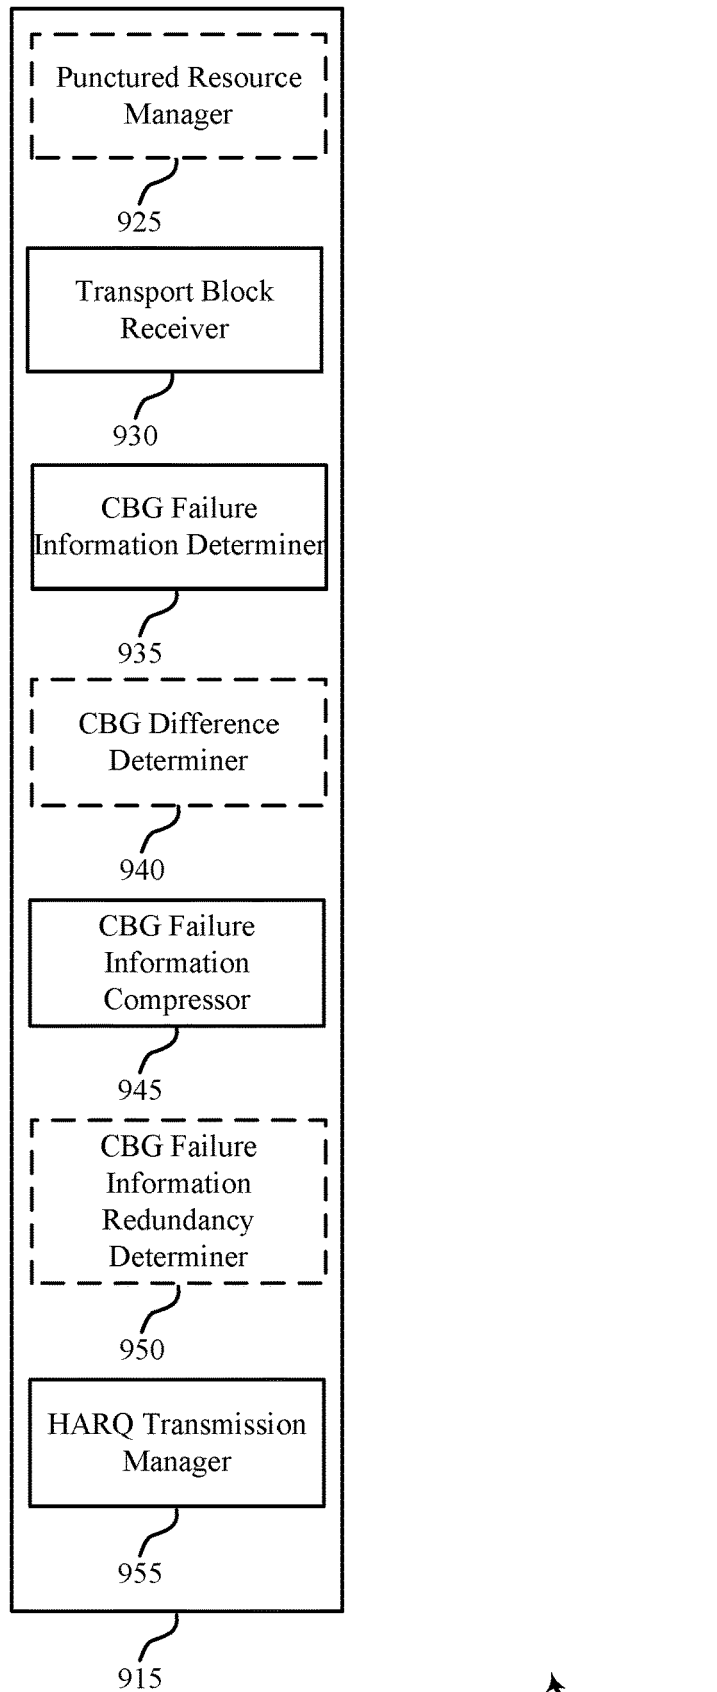 Punctured Resource
Manager
925
Transport Block
Receiver
930
CBG Failure
Information Determiner
935
CBG Difference
Determiner
940
CBG Failure
Information
Compressor
945
CBG Failure
Information
Redundancy
Determiner
950
HARQ Transmission
Manager
955
915